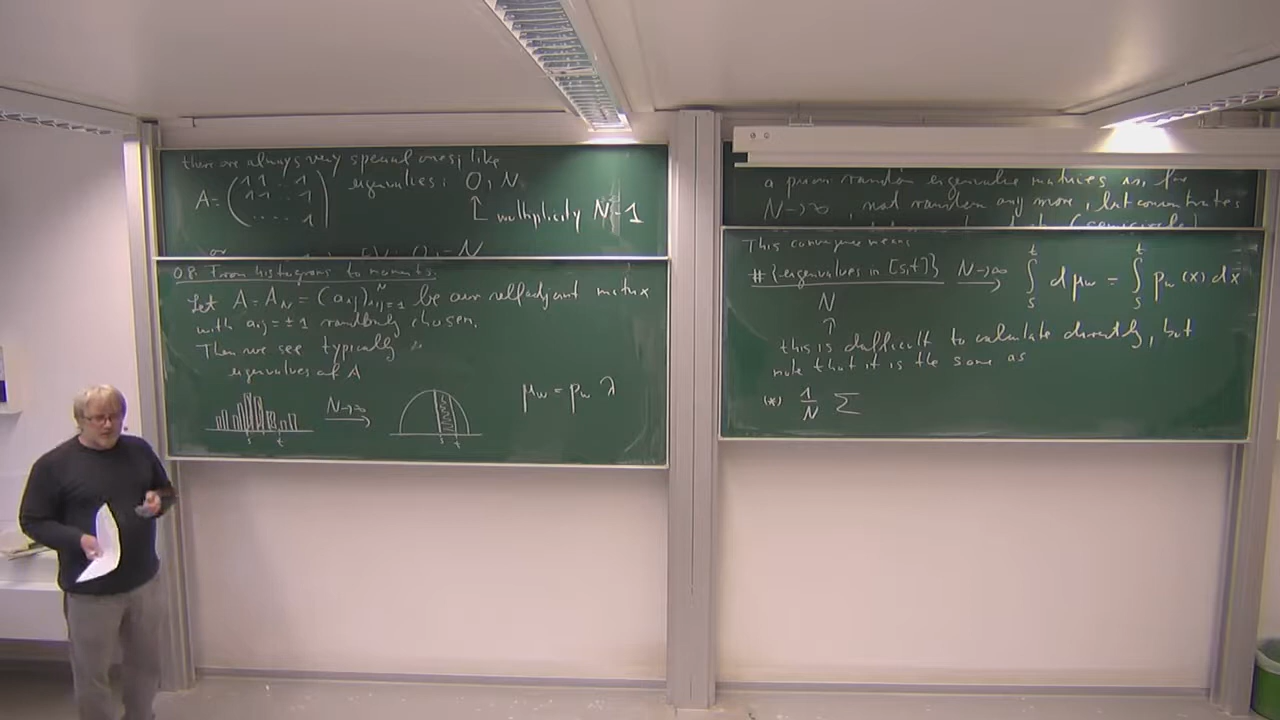 there are always very special ones, like
A = ( 1 1 ... 1 / 1 1 ... 1 / ..... 1 ) eigenvalues: 0, N
↑ multiplicity N-1
= N
0.8. From histograms to moments
Let A = A_N = (a_ij)_{i,j=1}^N be our selfadjoint matrix
with a_ij = ±1 randomly chosen.
Then we see typically
eigenvalues of A
N→∞
s t
s t
μ_w = p_w λ
a priori random eigenvalue matrices is, for
N→∞, not random any more, but concentrates
(semicircle)
This convergence means
#{eigenvalues in [s,t]} / N N→∞ → ∫_s^t dμ_w = ∫_s^t p_w(x) dx
↑
this is difficult to calculate directly, but
note that it is the same as
(*) 1/N Σ